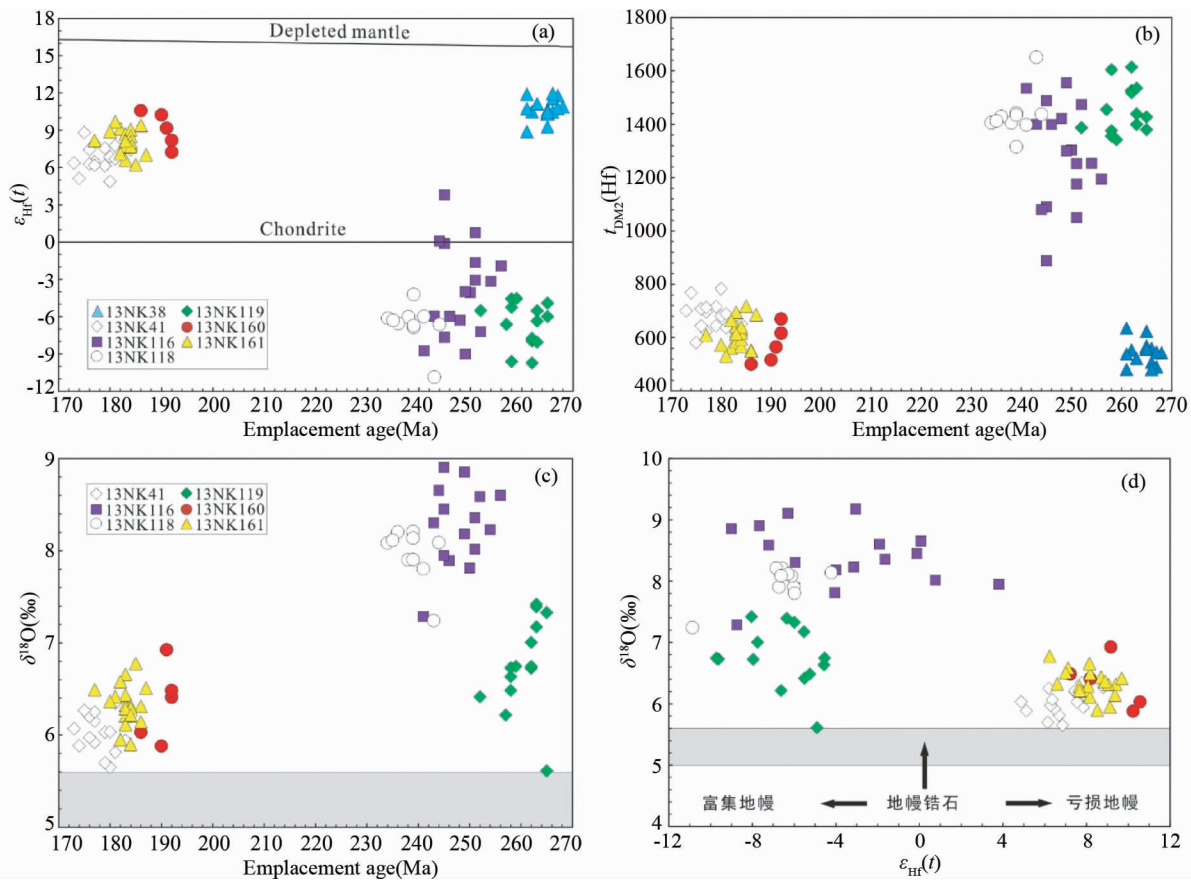 (a)
Depleted mantle
Chondrite
18
15
12
9
6
3
0
-3
-6
-9
-12
εHf(t)
13NK38
13NK119
13NK41
13NK160
13NK116
13NK161
13NK118
170 180 190 200 210 220 230 240 250 260 270
Emplacement age(Ma)
(b)
1800
1600
1400
1200
1000
800
600
400
tDM2(Hf)
170 180 190 200 210 220 230 240 250 260 270
Emplacement age(Ma)
(c)
9
8
7
6
5
δ18O(‰)
13NK41
13NK119
13NK116
13NK160
13NK118
13NK161
170 180 190 200 210 220 230 240 250 260 270
Emplacement age(Ma)
(d)
10
9
8
7
6
5
4
δ18O(‰)
富集地幔
地幔锆石
亏损地幔
-12 -8 -4 0 4 8 12
εHf(t)